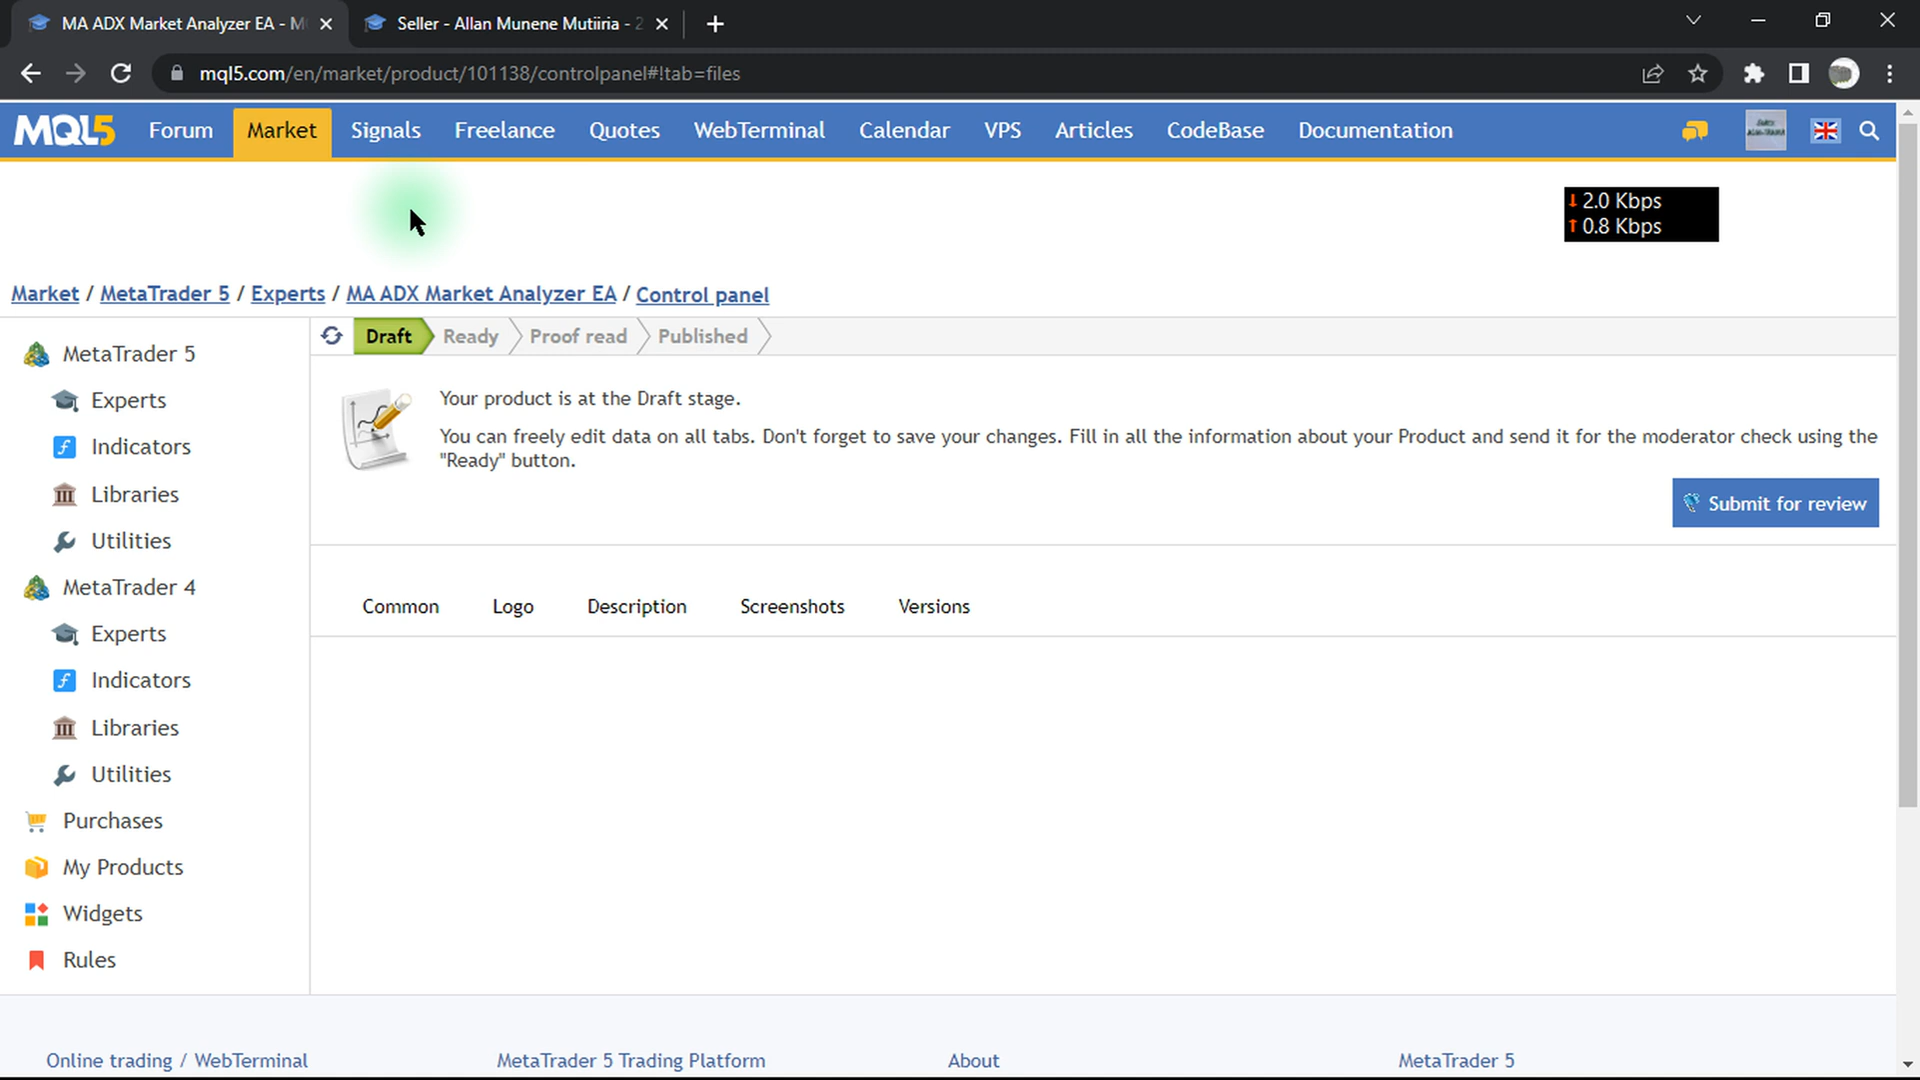 MA ADX Market Analyzer EA - M
Seller - Allan Munene Mutiiria - 2
mql5.com/en/market/product/101138/controlpanel#!tab=files
MQL5 Forum Market Signals Freelance Quotes WebTerminal Calendar VPS Articles CodeBase Documentation
↓ 2.0 Kbps
↑ 0.8 Kbps
Market / MetaTrader 5 / Experts / MA ADX Market Analyzer EA / Control panel
Draft Ready Proof read Published
Your product is at the Draft stage.
You can freely edit data on all tabs. Don't forget to save your changes. Fill in all the information about your Product and send it for the moderator check using the
"Ready" button.
Submit for review
Common Logo Description Screenshots Versions
MetaTrader 5
Experts
Indicators
Libraries
Utilities
MetaTrader 4
Experts
Indicators
Libraries
Utilities
Purchases
My Products
Widgets
Rules
Online trading / WebTerminal MetaTrader 5 Trading Platform About MetaTrader 5